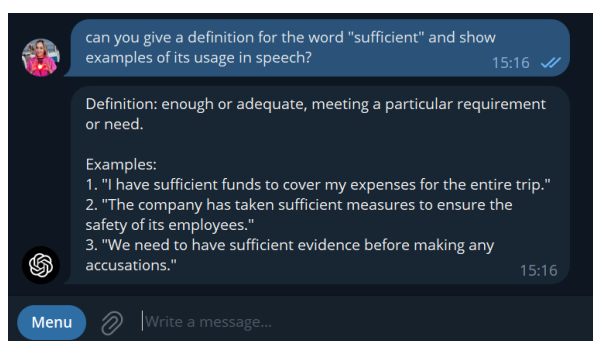 can you give a definition for the word "sufficient" and show
examples of its usage in speech?
15:16
Definition: enough or adequate, meeting a particular requirement
or need.
Examples:
1. "I have sufficient funds to cover my expenses for the entire trip."
2. "The company has taken sufficient measures to ensure the
safety of its employees."
3. "We need to have sufficient evidence before making any
accusations."
15:16
Menu
Write a message...